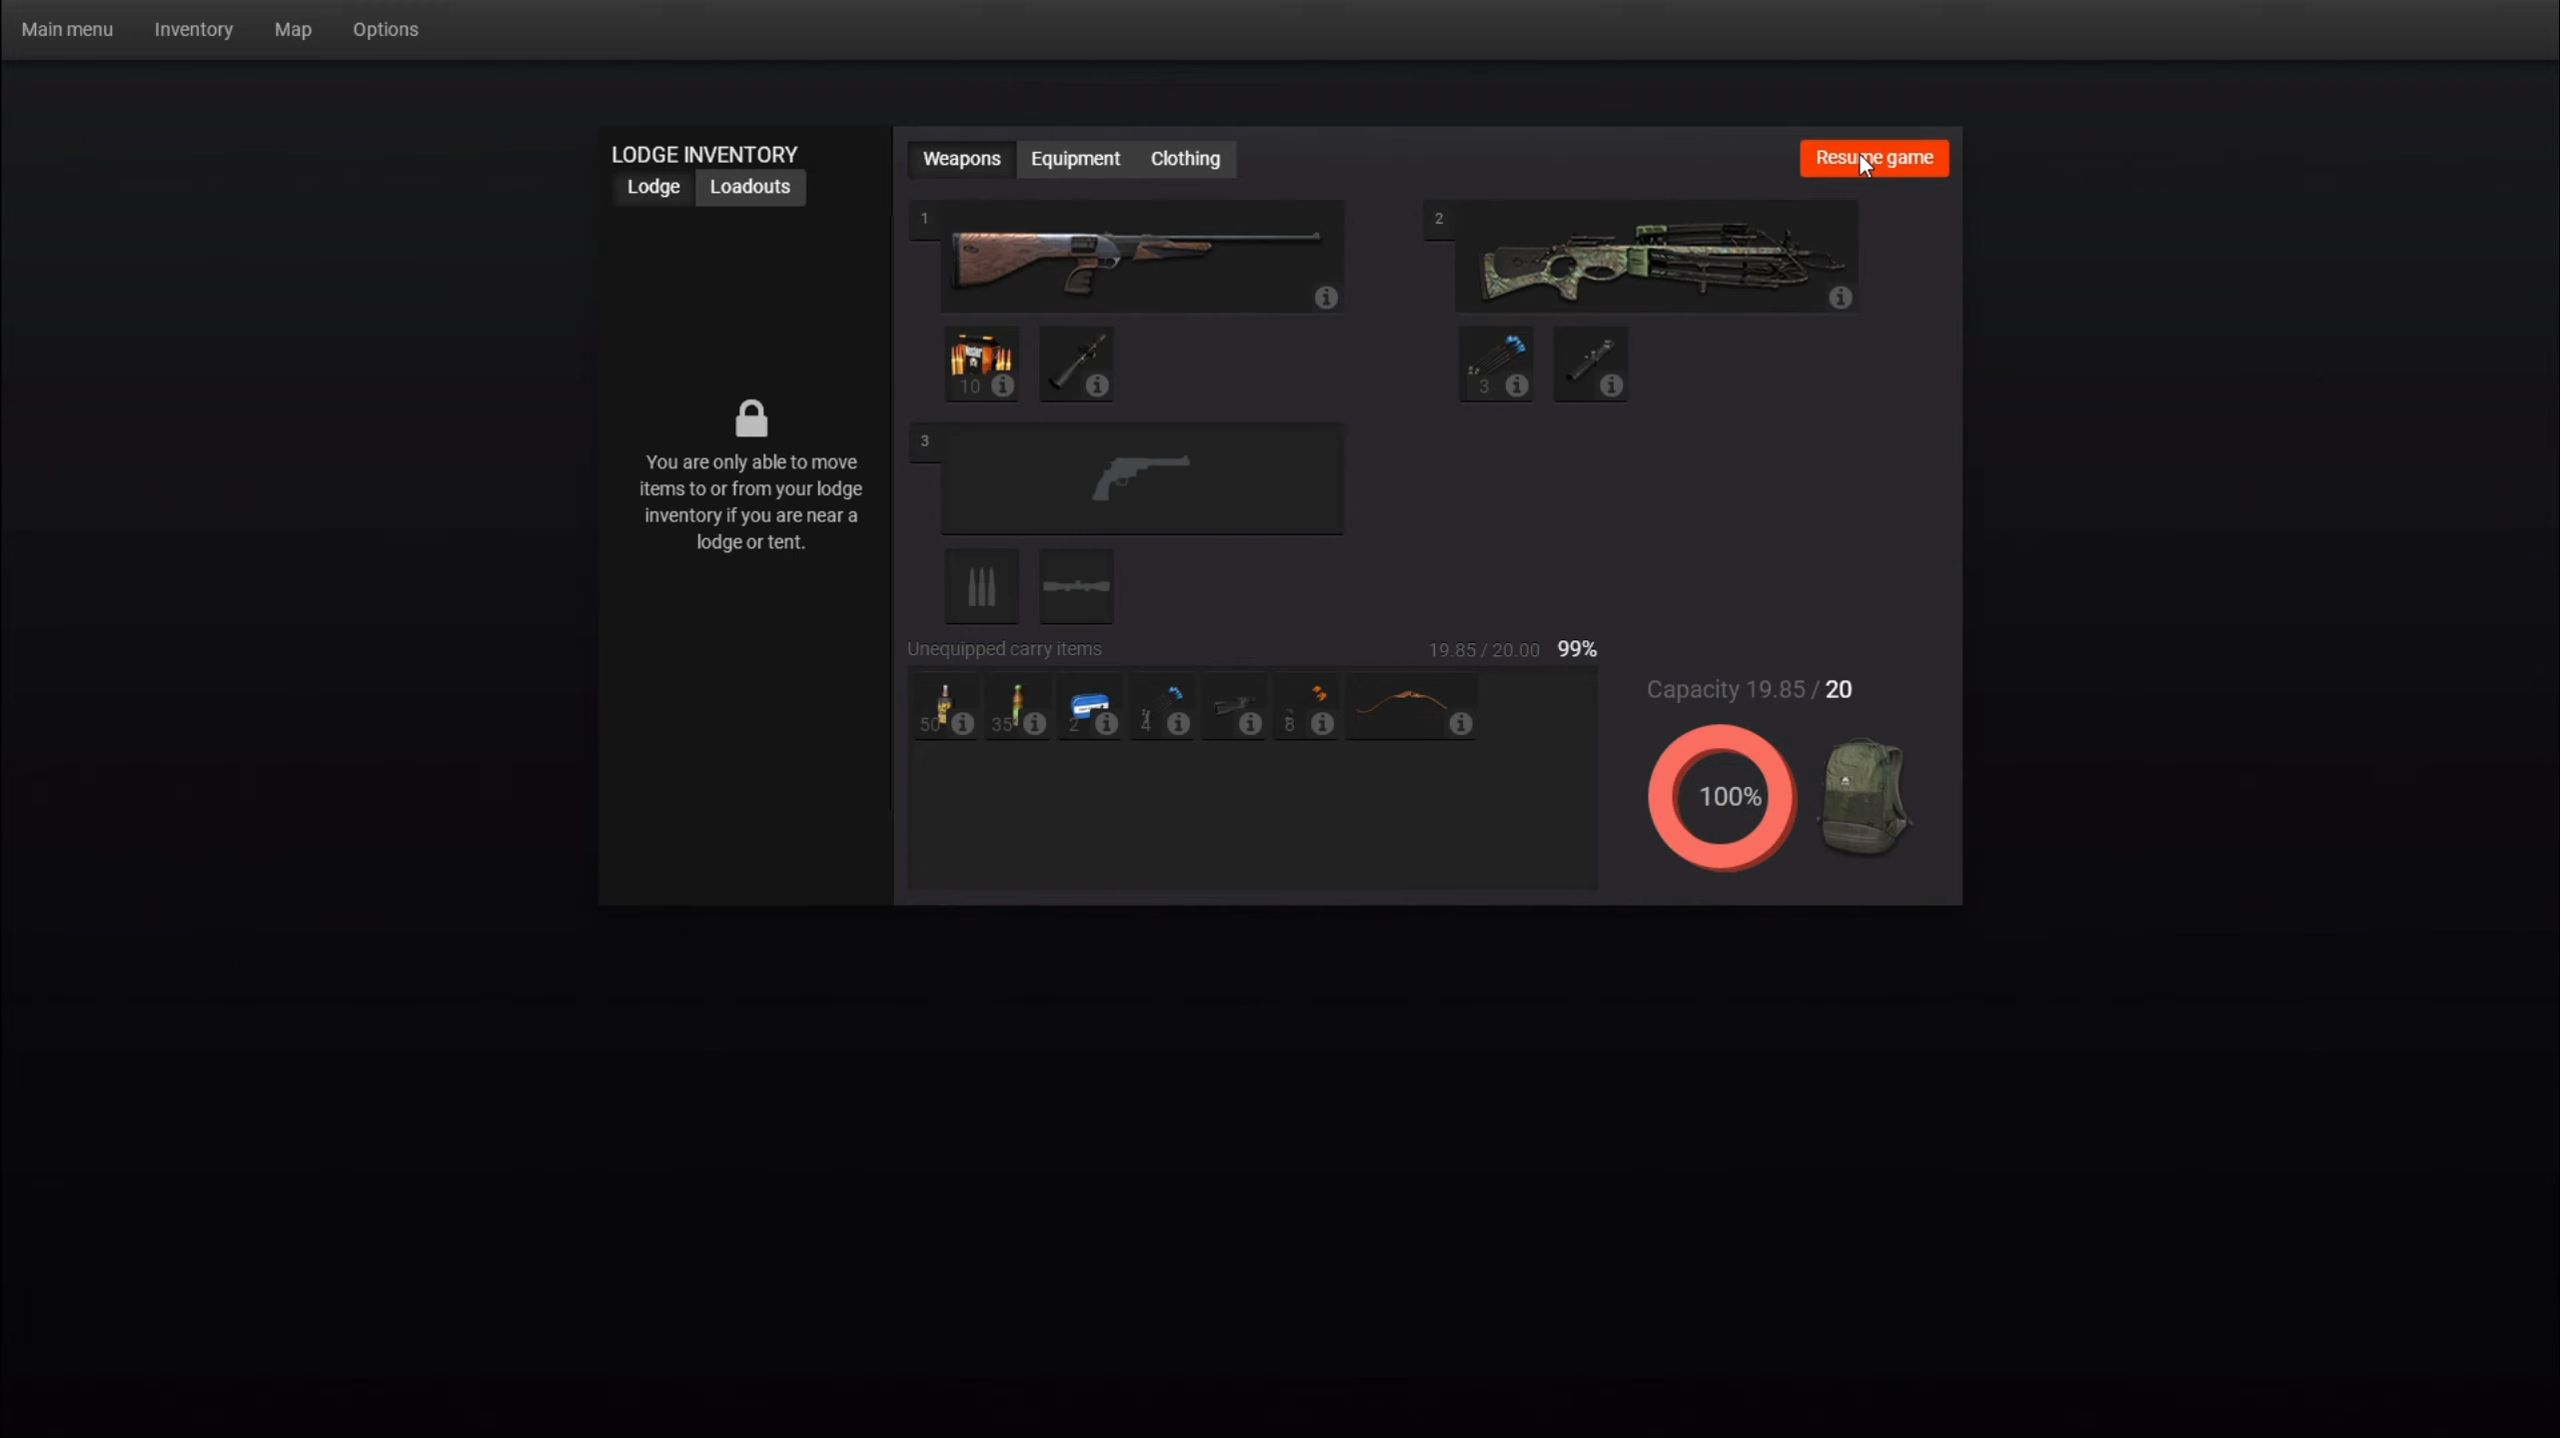 Main menu Inventory Map Options
LODGE INVENTORY
Lodge Loadouts
You are only able to move
items to or from your lodge
inventory if you are near a
lodge or tent.
Weapons Equipment Clothing
Resume game
1
10
2
3
3
Unequipped carry items 19.85 / 20.00 99%
50 35 2 4 8
Capacity 19.85 / 20
100%